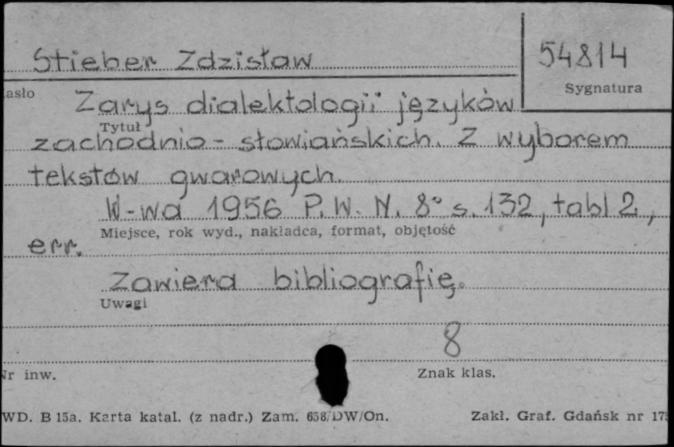 Stieber Zdzisław
54814
Sygnatura
asło
Zarys dialektologii języków
Tytuł
zachodnio-słowiańskich. Z wyborem
tekstów gwarowych.
W-wa 1956 P.W.N. 8° s. 132, tabl 2,
Miejsce, rok wyd., nakładca, format, objętość
err.
Zawiera bibliografię.
Uwagi
8
Nr inw.
Znak klas.
WD. B 15a. Karta katal. (z nadr.) Zam. 658/DW/On.
Zakł. Graf. Gdańsk nr 175